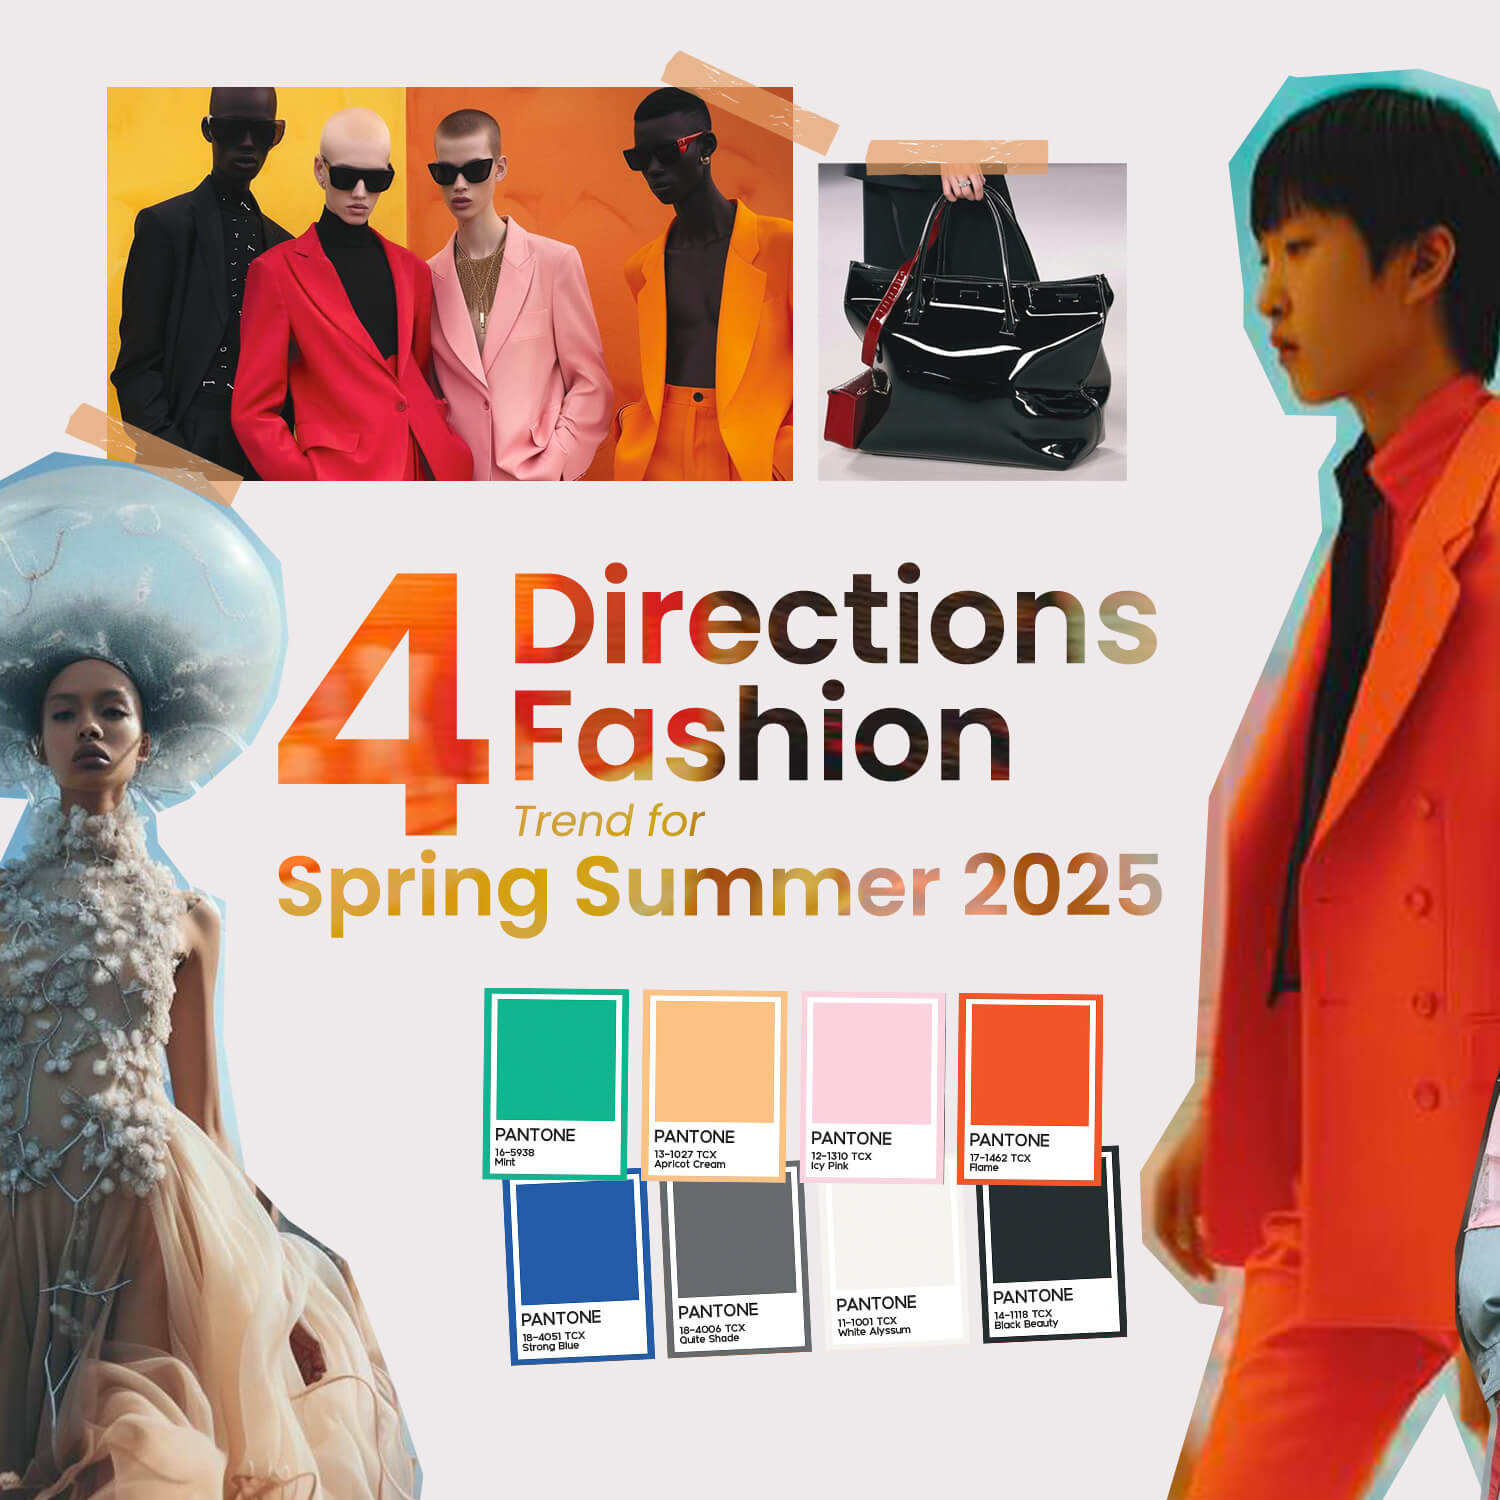 4 Directions
Fashion
Trend for
Spring Summer 2025
PANTONE
16-5938
Mint
PANTONE
13-1027 TCX
Apricot Cream
PANTONE
12-1310 TCX
Icy Pink
PANTONE
17-1462 TCX
Flame
PANTONE
18-4051 TCX
Strong Blue
PANTONE
18-4006 TCX
Quite Shade
PANTONE
11-1001 TCX
White Alyssum
PANTONE
14-1118 TCX
Black Beauty